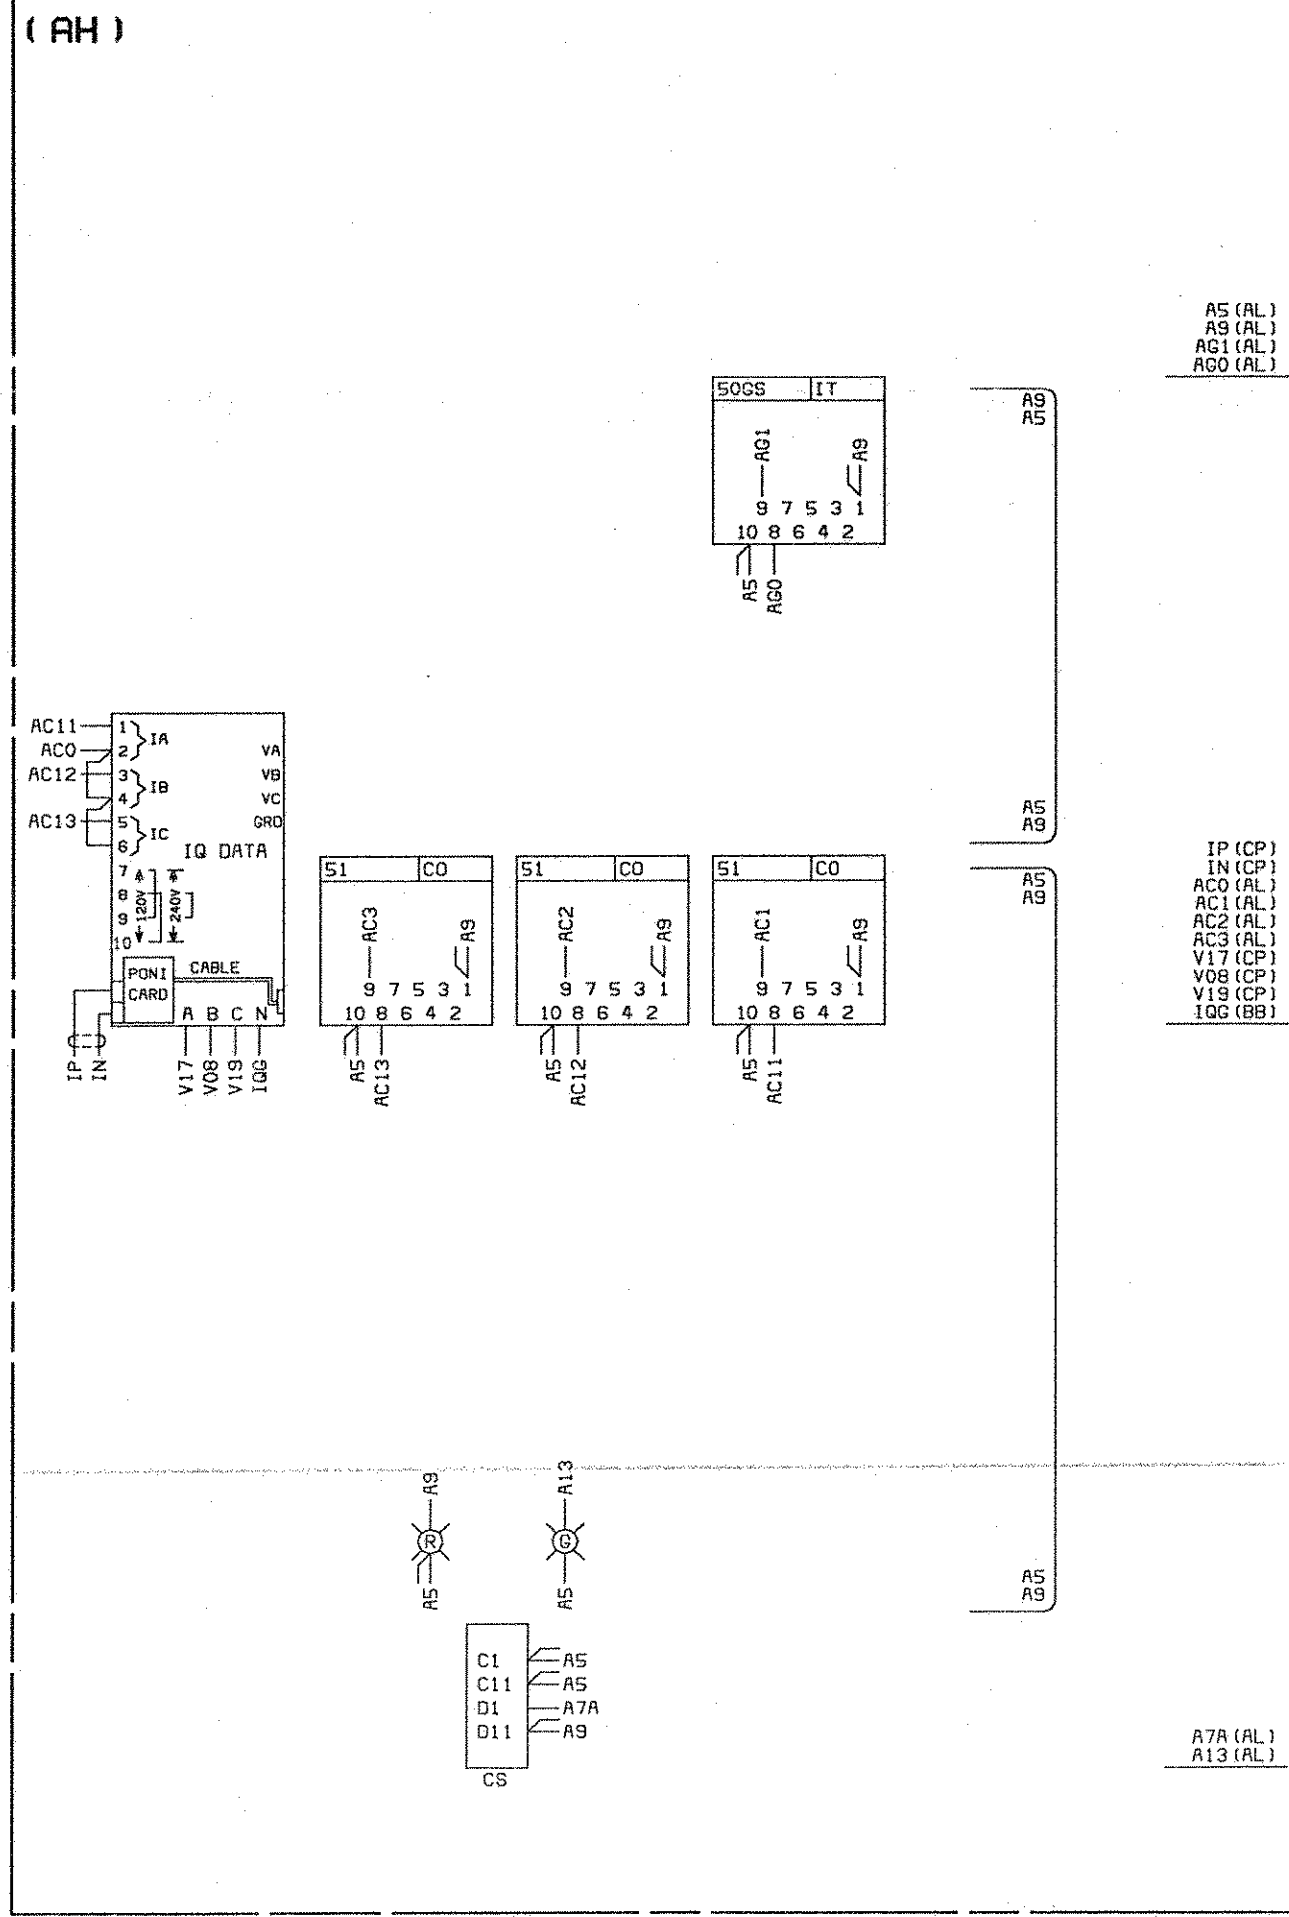 (AH)
A5(AL)
A9(AL)
AG1(AL)
AG0(AL)
50GS IT
AG1 A9
9 7 5 3 1
10 8 6 4 2
A5 AG0
A9
A5
A5
A9
AC11 1 IA
AC0 2 VA
AC12 3 IB VB
4 VC
AC13 5 IC GRD
6 IQ DATA
7
8
9
10
120V 240V
PONI CARD
CABLE
A B C N
IP IN V17 V08 V19 IQG
51 CO
AC3 A9
9 7 5 3 1
10 8 6 4 2
A5 AC13
51 CO
AC2 A9
9 7 5 3 1
10 8 6 4 2
A5 AC12
51 CO
AC1 A9
9 7 5 3 1
10 8 6 4 2
A5 AC11
A5
A9
IP(CP)
IN(CP)
AC0(AL)
AC1(AL)
AC2(AL)
AC3(AL)
V17(CP)
V08(CP)
V19(CP)
IQG(BB)
A9 A13
R G
A5 A5
A5
A9
C1 A5
C11 A5
D1 A7A
D11 A9
CS
A7A(AL)
A13(AL)